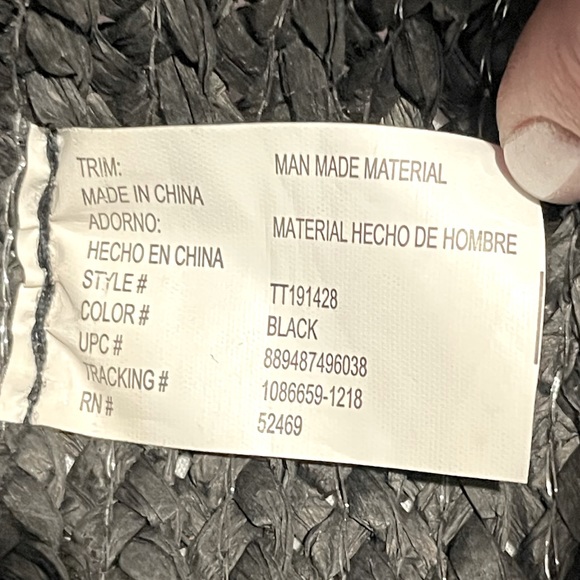 TRIM: MAN MADE MATERIAL
MADE IN CHINA
ADORNO: MATERIAL HECHO DE HOMBRE
HECHO EN CHINA
STYLE # TT191428
COLOR # BLACK
UPC # 889487496038
TRACKING # 1086659-1218
RN # 52469